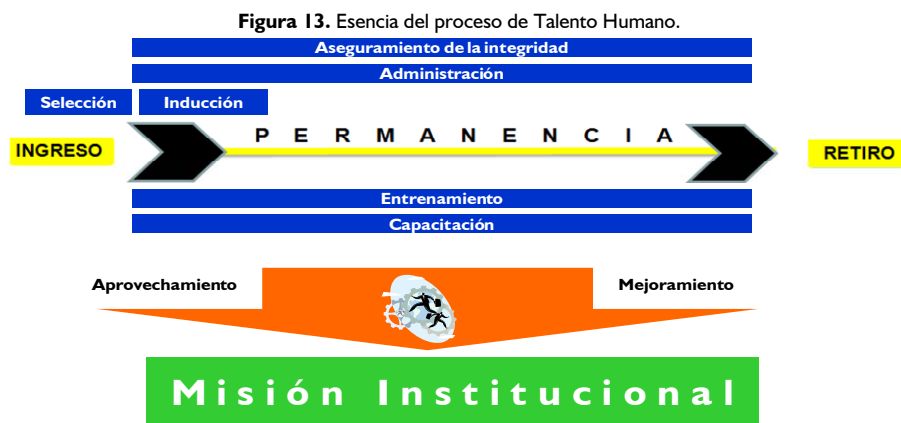 Figura 13. Esencia del proceso de Talento Humano.
Aseguramiento de la integridad
Administración
Selección
Inducción
PERMANENCIA
INGRESO
RETIRO
Entrenamiento
Capacitación
Aprovechamiento
Mejoramiento
Misión Institucional